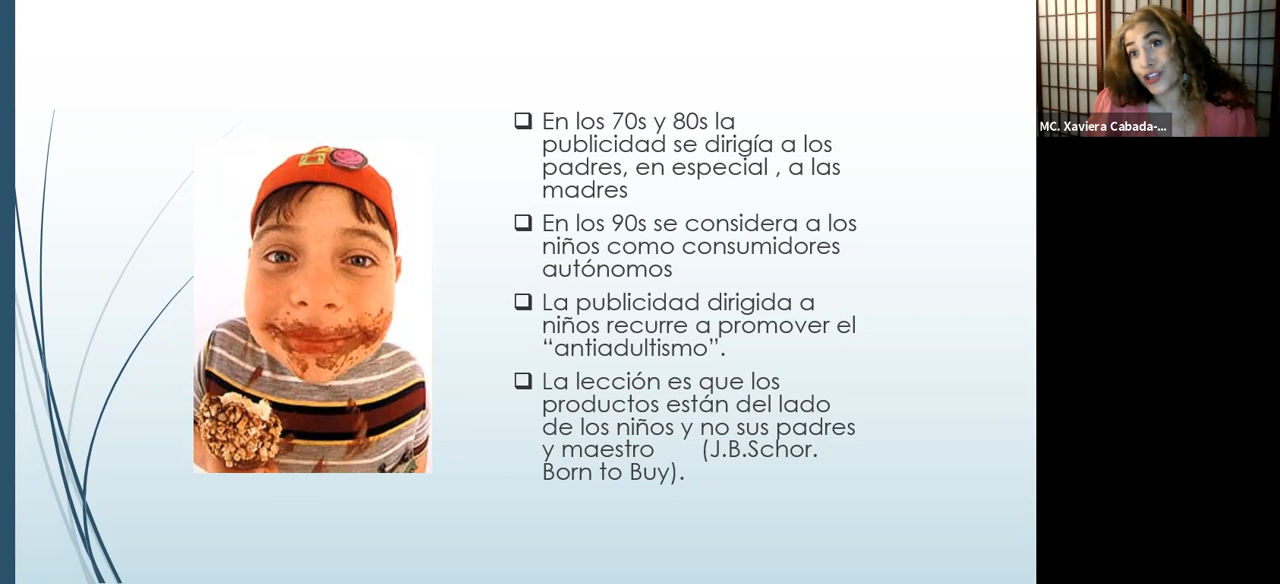 En los 70s y 80s la
publicidad se dirigía a los
padres, en especial , a las
madres
En los 90s se considera a los
niños como consumidores
autónomos
La publicidad dirigida a
niños recurre a promover el
“antiadultismo”.
La lección es que los
productos están del lado
de los niños y no sus padres
y maestro (J.B.Schor.
Born to Buy).
MC. Xaviera Cabada-...